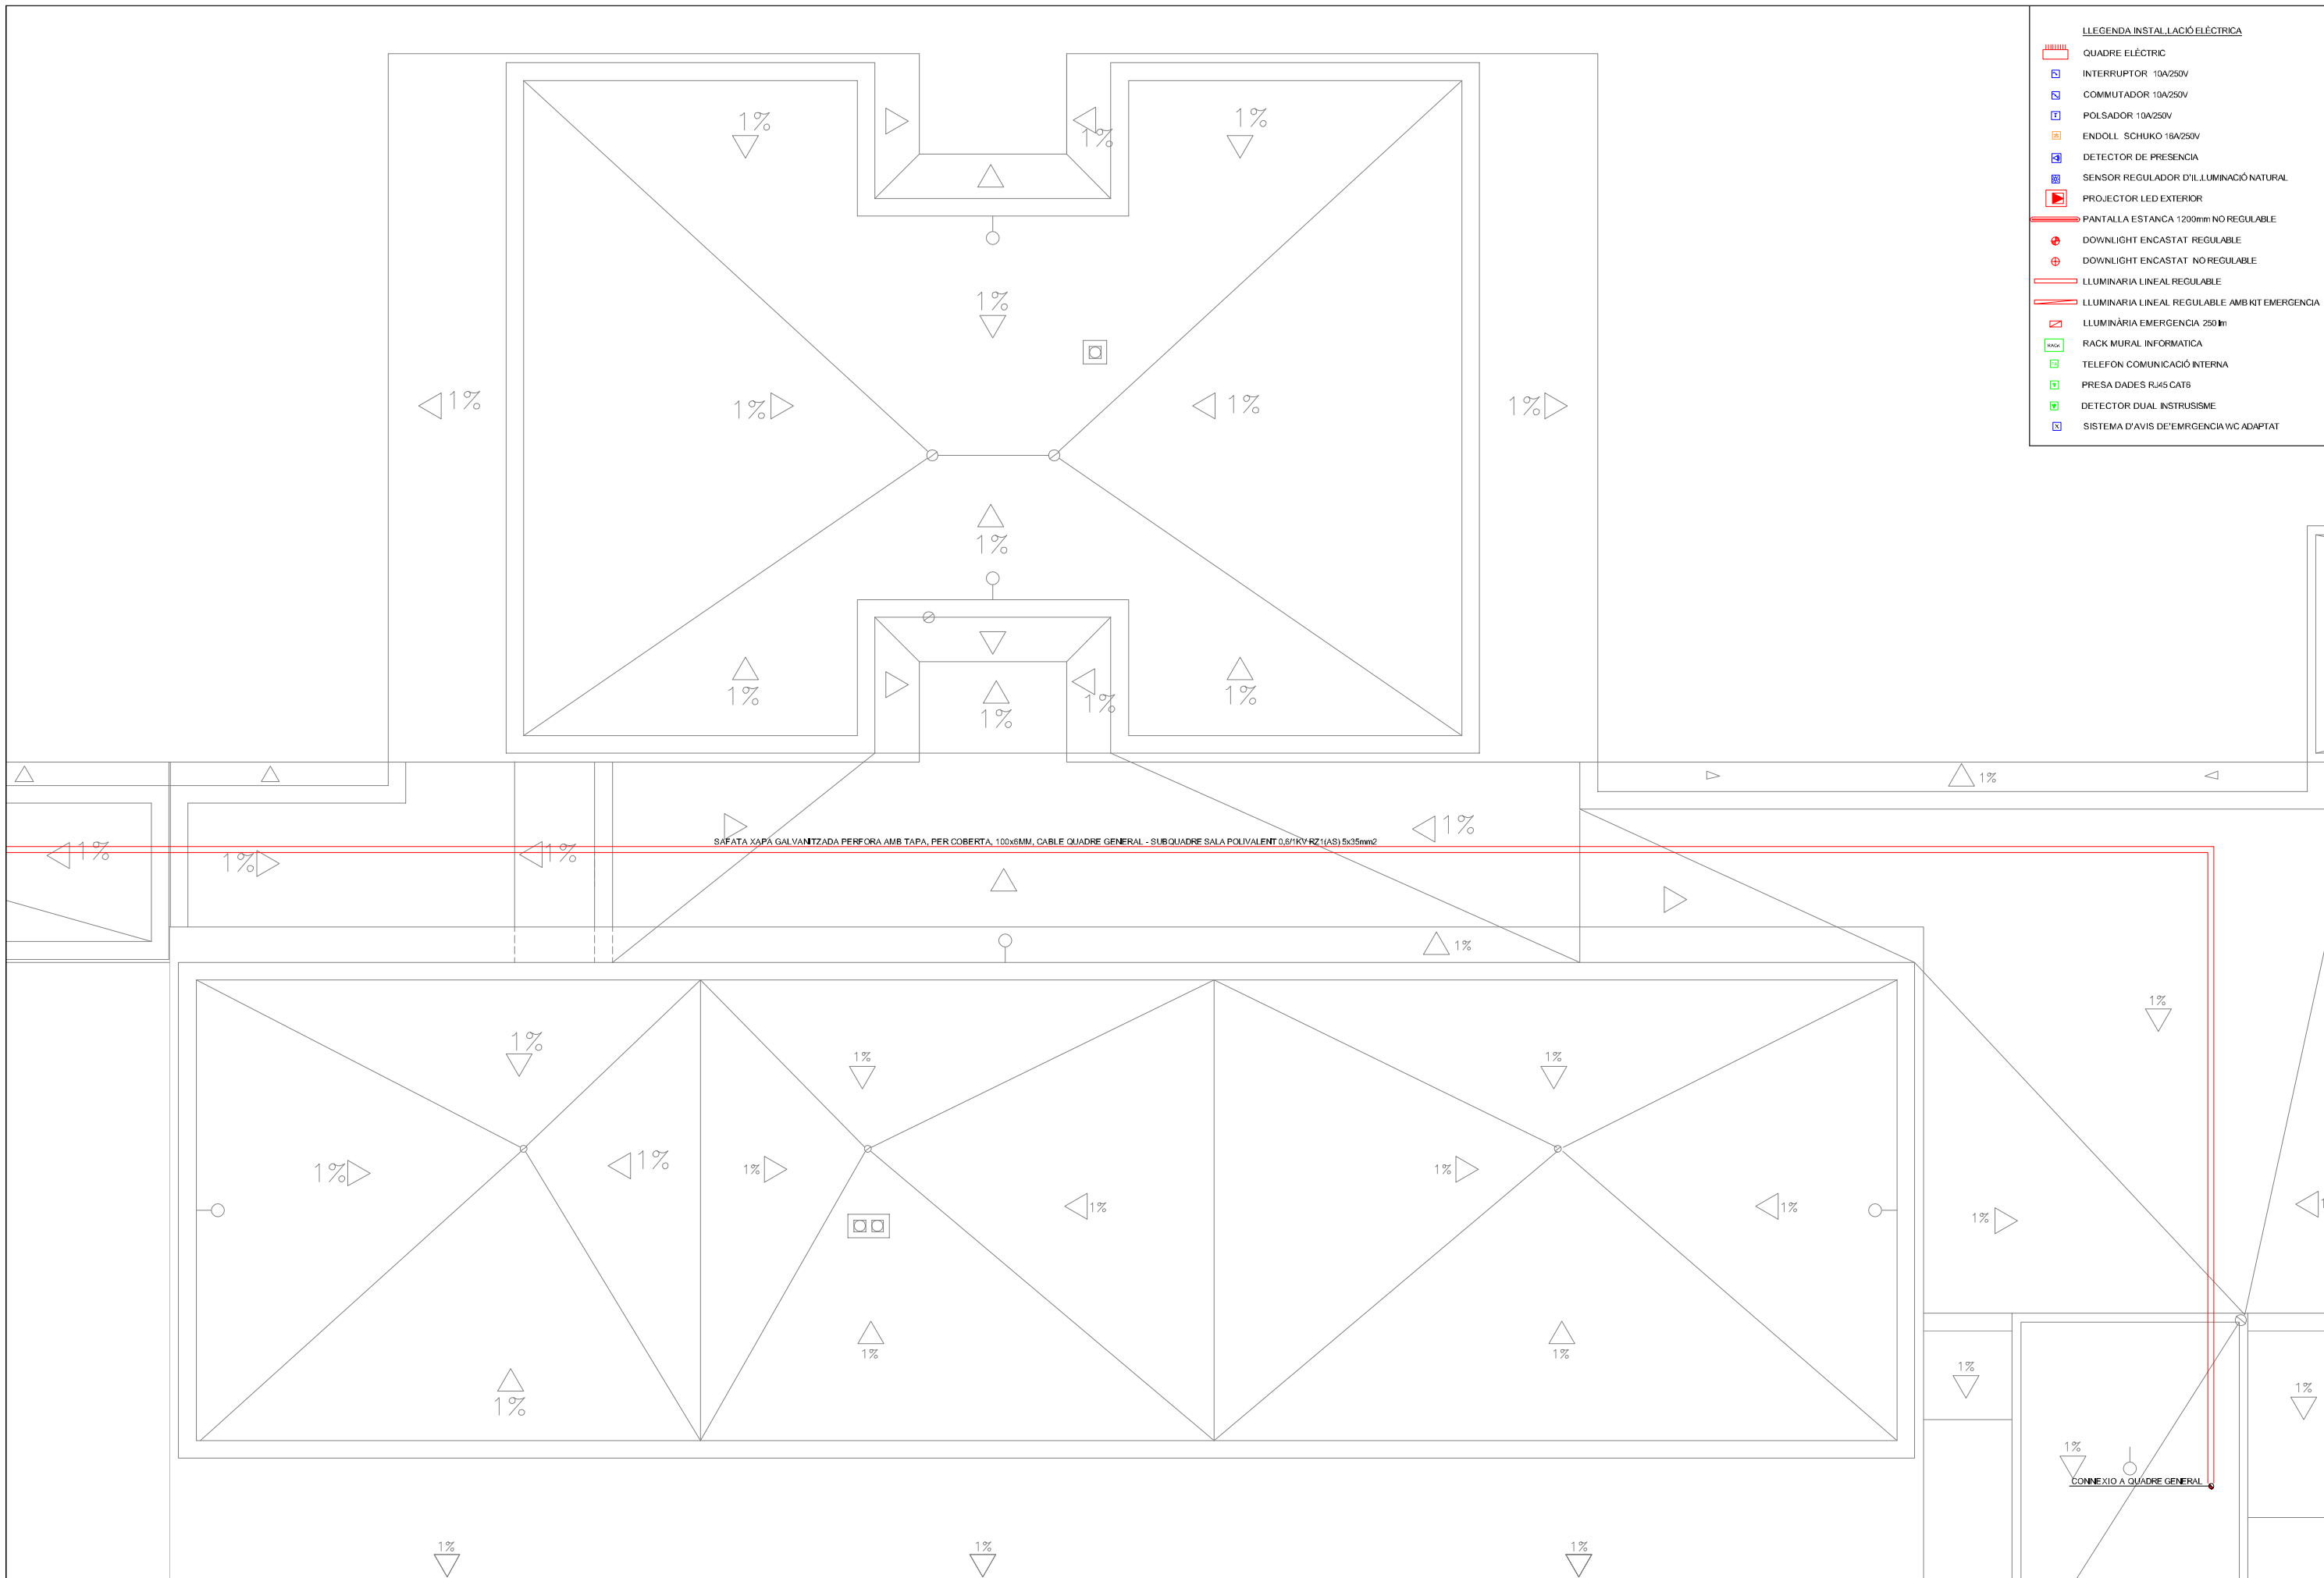 LLEGENDA INSTAL.LACIÓ ELÈCTRICA
QUADRE ELÈCTRIC
INTERRUPTOR 10A/250V
COMMUTADOR 10A/250V
POLSADOR 10A/250V
ENDOLL SCHUKO 16A/250V
DETECTOR DE PRESENCIA
SENSOR REGULADOR D'IL.LUMINACIÓ NATURAL
PROJECTOR LED EXTERIOR
PANTALLA ESTANCA 1200mm NO REGULABLE
DOWNLIGHT ENCASTAT REGULABLE
DOWNLIGHT ENCASTAT NO REGULABLE
LLUMINARIA LINEAL REGULABLE
LLUMINARIA LINEAL REGULABLE AMB KIT EMERGENCIA
LLUMINÀRIA EMERGENCIA 250 lm
RACK RACK MURAL INFORMATICA
TELEFON COMUNICACIÓ INTERNA
PRESA DADES RJ45 CAT6
DETECTOR DUAL INSTRUSISME
SISTEMA D'AVIS DE'EMRGENCIA WC ADAPTAT
1% 1% 1%
1%
1% 1% 1% 1%
1%
1% 1% 1% 1%
1%
1%
SAFATA XAPA GALVANITZADA PERFORA AMB TAPA, PER COBERTA, 100x6MM, CABLE QUADRE GENERAL - SUBQUADRE SALA POLIVALENT 0,6/1KV RZ1(AS) 5x35mm2
1% 1% 1%
1%
1%
1% 1% 1%
1% 1% 1% 1%
1% 1% 1%
1% 1%
1% 1%
1%
1%
CONNEXIO A QUADRE GENERAL
1% 1% 1%